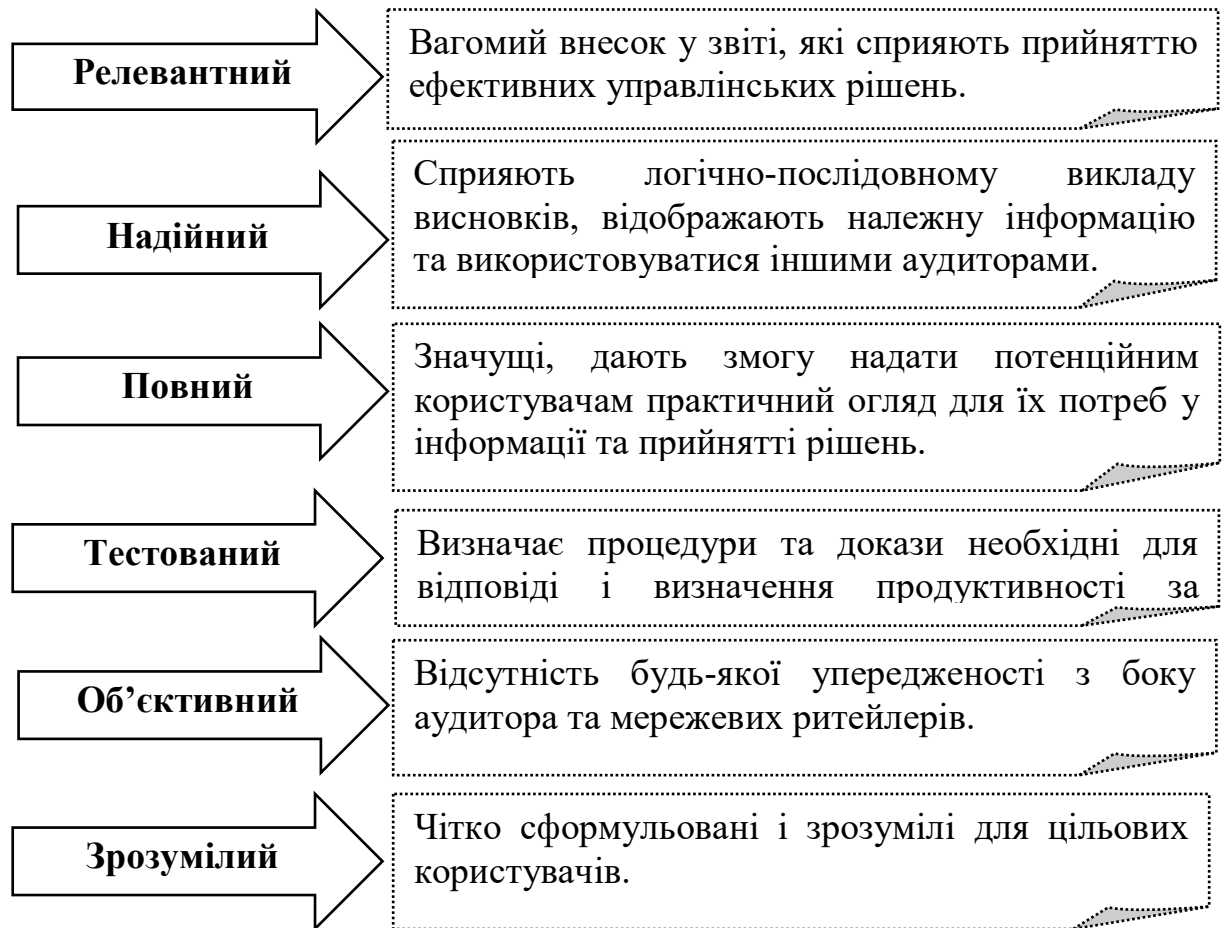 Релевантний
Вагомий внесок у звіті, які сприяють прийняттю
ефективних управлінських рішень.
Надійний
Сприяють логічно-послідовному викладу
висновків, відображають належну інформацію
та використовуватися іншими аудиторами.
Повний
Значущі, дають змогу надати потенційним
користувачам практичний огляд для їх потреб у
інформації та прийнятті рішень.
Тестований
Визначає процедури та докази необхідні для
відповіді і визначення продуктивності за
Об’єктивний
Відсутність будь-якої упередженості з боку
аудитора та мережевих ритейлерів.
Зрозумілий
Чітко сформульовані і зрозумілі для цільових
користувачів.